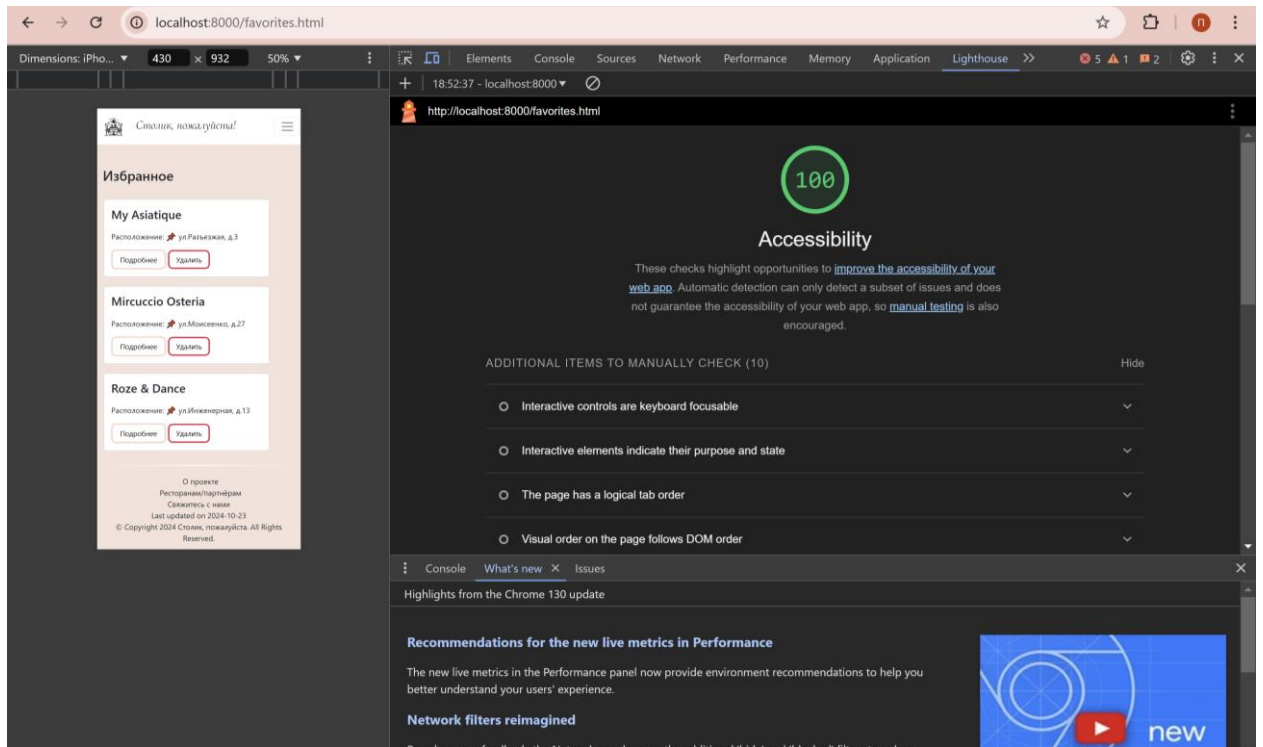 localhost:8000/favorites.html
П
Dimensions: iPho... ▼ 430 × 932 50% ▼
Elements Console Sources Network Performance Memory Application Lighthouse >> 5 1 2
18:52:37 - localhost:8000 ▼
http://localhost:8000/favorites.html
Столик, пожалуйста!
Избранное
My Asiatique
Расположение: 📌 ул.Разъезжая, д.3
Подробнее Удалить
Mircuccio Osteria
Расположение: 📌 ул.Моисеенко, д.27
Подробнее Удалить
Roze & Dance
Расположение: 📌 ул.Инженерная, д.13
Подробнее Удалить
О проекте
Ресторанам/партнёрам
Свяжитесь с нами
Last updated on 2024-10-23
© Copyright 2024 Столик, пожалуйста. All Rights
Reserved.
100
Accessibility
These checks highlight opportunities to improve the accessibility of your
web app. Automatic detection can only detect a subset of issues and does
not guarantee the accessibility of your web app, so manual testing is also
encouraged.
ADDITIONAL ITEMS TO MANUALLY CHECK (10) Hide
Interactive controls are keyboard focusable
Interactive elements indicate their purpose and state
The page has a logical tab order
Visual order on the page follows DOM order
Console What's new × Issues
Highlights from the Chrome 130 update
Recommendations for the new live metrics in Performance
The new live metrics in the Performance panel now provide environment recommendations to help you
better understand your users' experience.
Network filters reimagined
new